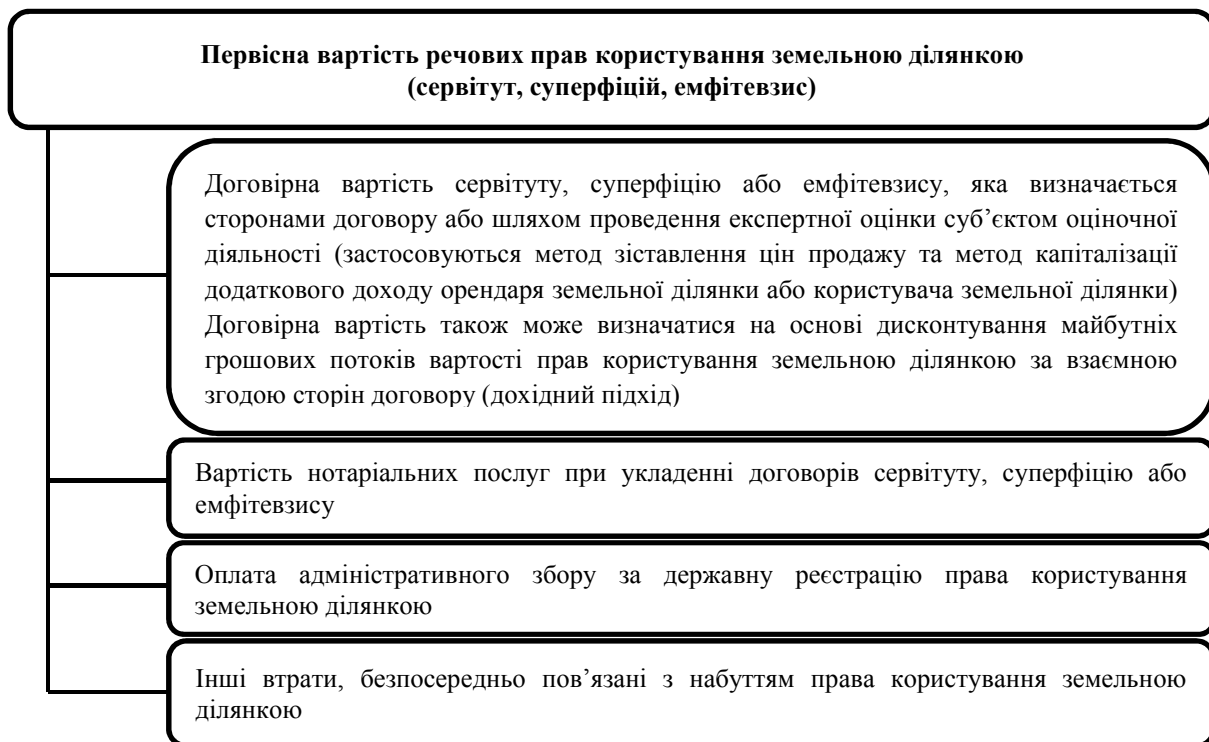 Первісна вартість речових прав користування земельною ділянкою
(сервітут, суперфіцій, емфітевзис)
Договірна вартість сервітуту, суперфіцію або емфітевзису, яка визначається
сторонами договору або шляхом проведення експертної оцінки суб’єктом оціночної
діяльності (застосовуються метод зіставлення цін продажу та метод капіталізації
додаткового доходу орендаря земельної ділянки або користувача земельної ділянки)
Договірна вартість також може визначатися на основі дисконтування майбутніх
грошових потоків вартості прав користування земельною ділянкою за взаємною
згодою сторін договору (дохідний підхід)
Вартість нотаріальних послуг при укладенні договорів сервітуту, суперфіцію або
емфітевзису
Оплата адміністративного збору за державну реєстрацію права користування
земельною ділянкою
Інші втрати, безпосередньо пов’язані з набуттям права користування земельною
ділянкою